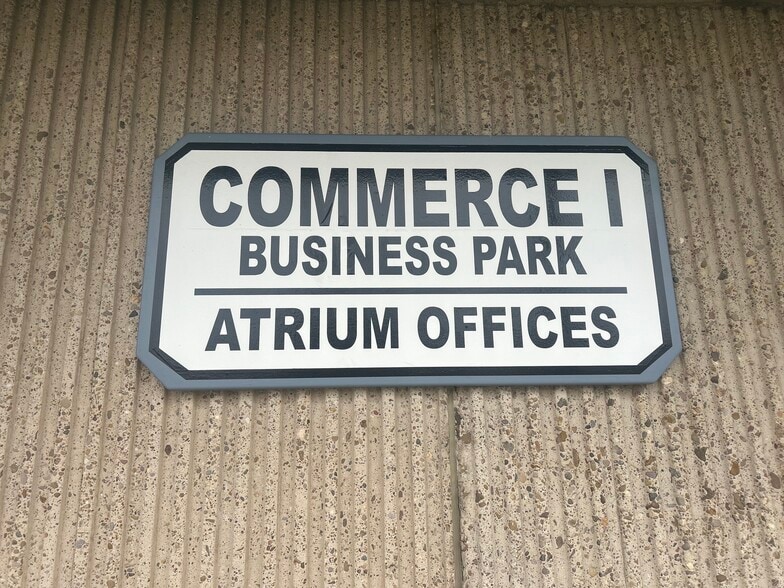 COMMERCE I
BUSINESS PARK
ATRIUM OFFICES